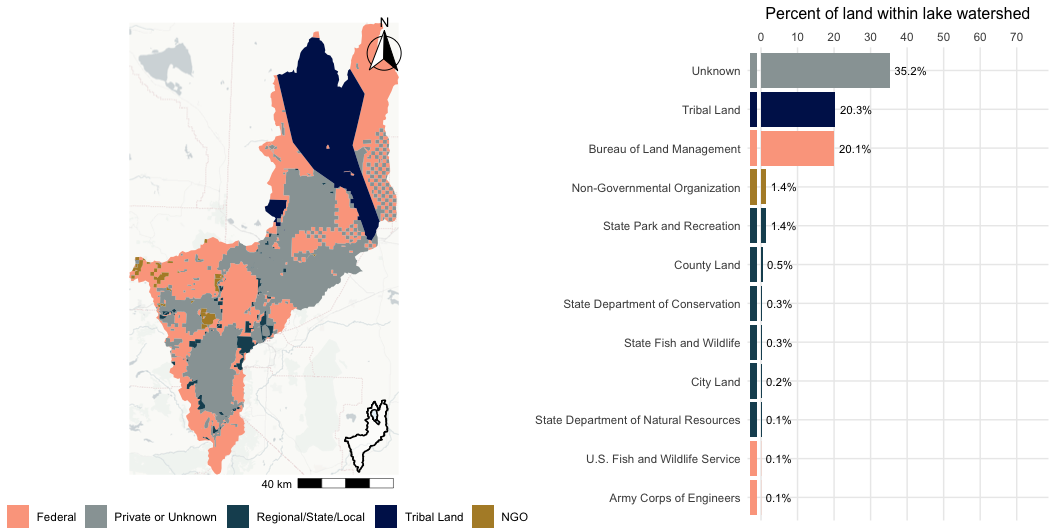 N
40 km
Federal
Private or Unknown
Regional/State/Local
Tribal Land
NGO
Percent of land within lake watershed
0 10 20 30 40 50 60 70
Unknown 35.2%
Tribal Land 20.3%
Bureau of Land Management 20.1%
Non-Governmental Organization 1.4%
State Park and Recreation 1.4%
County Land 0.5%
State Department of Conservation 0.3%
State Fish and Wildlife 0.3%
City Land 0.2%
State Department of Natural Resources 0.1%
U.S. Fish and Wildlife Service 0.1%
Army Corps of Engineers 0.1%